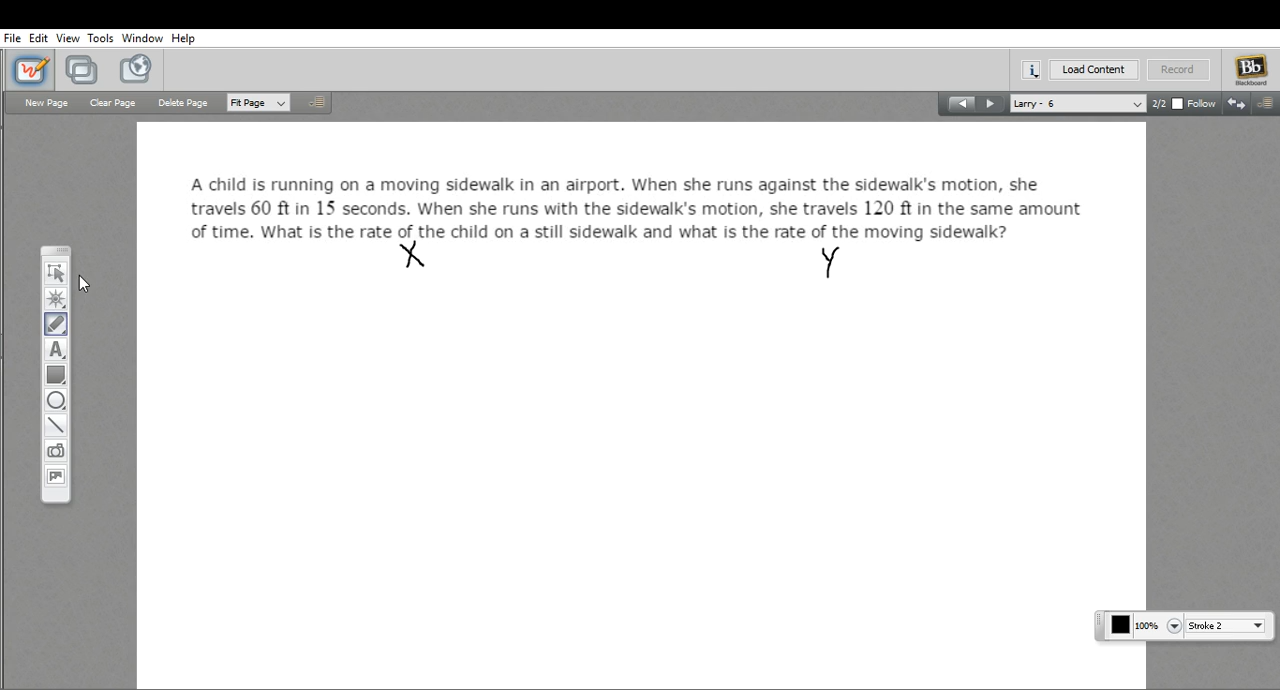 File Edit View Tools Window Help
i Load Content Record Bb
Blackboard
New Page Clear Page Delete Page Fit Page Larry - 6 2/2 Follow
A child is running on a moving sidewalk in an airport. When she runs against the sidewalk's motion, she
travels 60 ft in 15 seconds. When she runs with the sidewalk's motion, she travels 120 ft in the same amount
of time. What is the rate of the child on a still sidewalk and what is the rate of the moving sidewalk?
X Y
A
100% Stroke 2